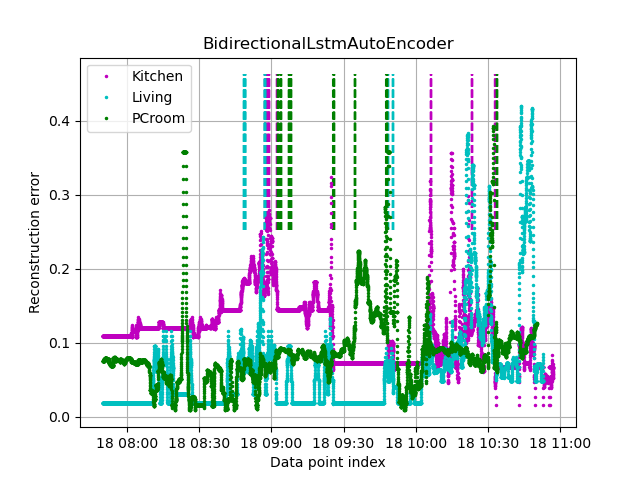 BidirectionalLstmAutoEncoder
Kitchen
Living
PCroom
Reconstruction error
0.4
0.3
0.2
0.1
0.0
18 08:00 18 08:30 18 09:00 18 09:30 18 10:00 18 10:30 18 11:00
Data point index